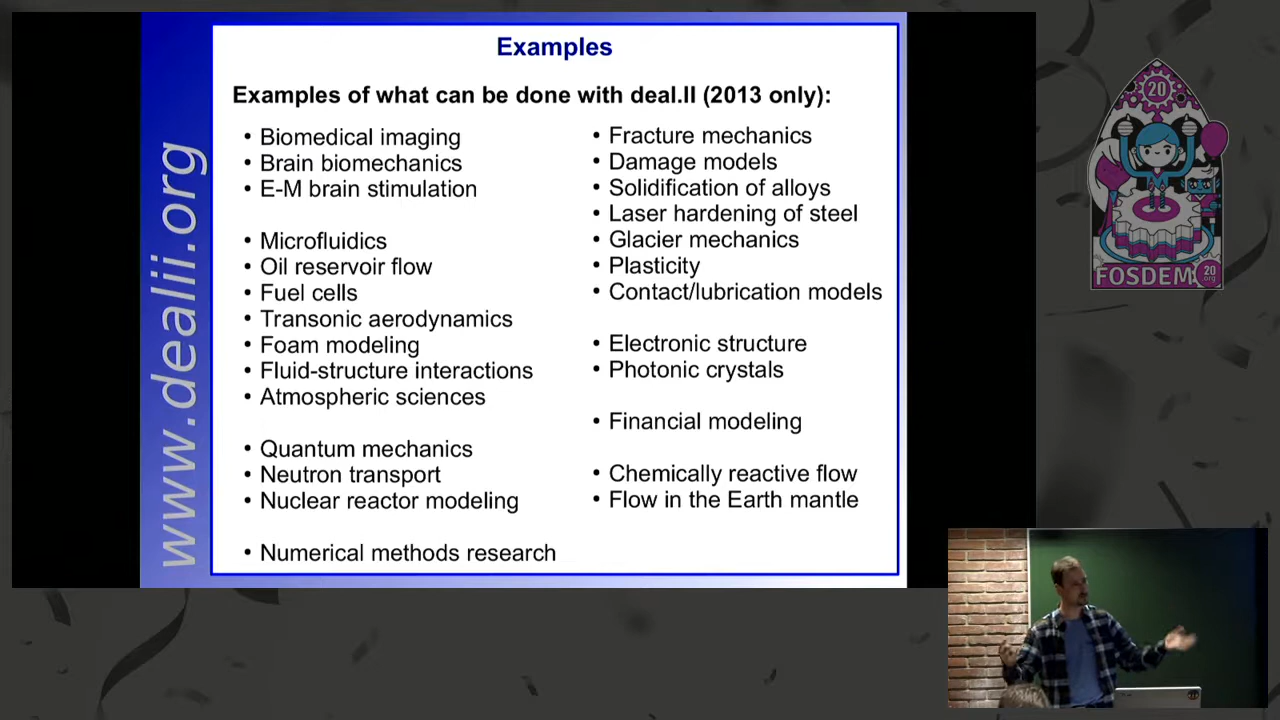 Examples
Examples of what can be done with deal.II (2013 only):
• Biomedical imaging
• Brain biomechanics
• E-M brain stimulation
• Microfluidics
• Oil reservoir flow
• Fuel cells
• Transonic aerodynamics
• Foam modeling
• Fluid-structure interactions
• Atmospheric sciences
• Quantum mechanics
• Neutron transport
• Nuclear reactor modeling
• Numerical methods research
• Fracture mechanics
• Damage models
• Solidification of alloys
• Laser hardening of steel
• Glacier mechanics
• Plasticity
• Contact/lubrication models
• Electronic structure
• Photonic crystals
• Financial modeling
• Chemically reactive flow
• Flow in the Earth mantle
www.dealii.org
20
FOSDEM
20
.org